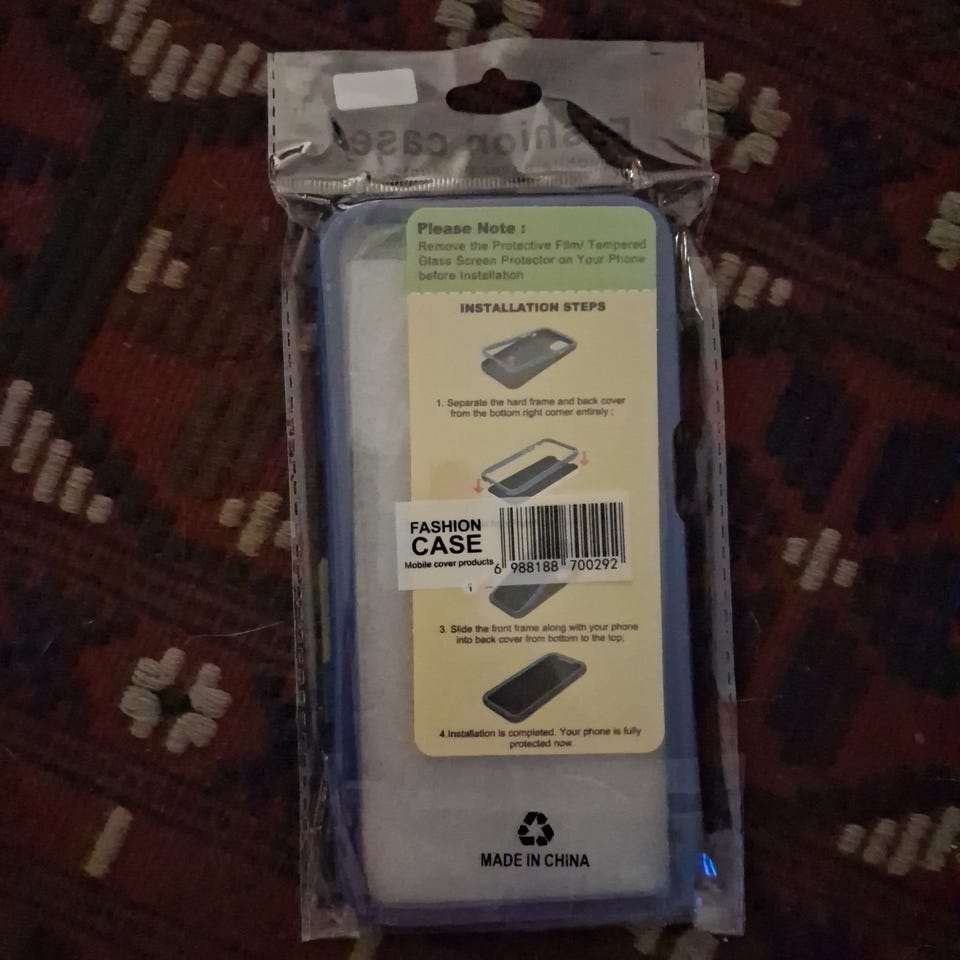 Fashion case
Please Note :
Remove the Protective Film/ Tempered
Glass Screen Protector on Your Phone
before Installation
INSTALLATION STEPS
1. Separate the hard frame and back cover
from the bottom right corner entirely ;
FASHION
CASE
Mobile cover products
6 988188 700292
3. Slide the front frame along with your phone
into back cover from bottom to the top;
4.Installation is completed. Your phone is fully
protected now.
MADE IN CHINA